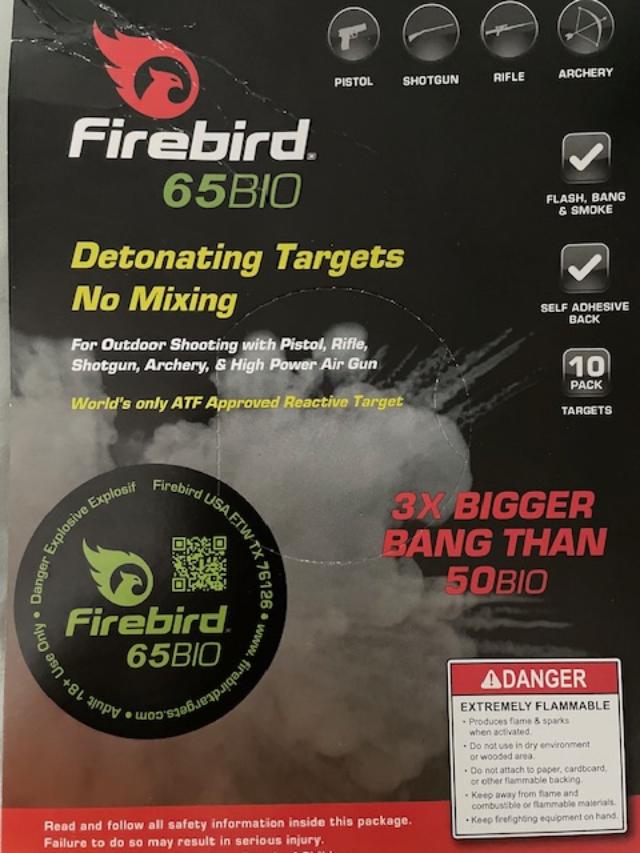 PISTOL
SHOTGUN
RIFLE
ARCHERY
Firebird®
65BIO
Detonating Targets
No Mixing
For Outdoor Shooting with Pistol, Rifle,
Shotgun, Archery, & High Power Air Gun
World's only ATF Approved Reactive Target
FLASH, BANG
& SMOKE
SELF ADHESIVE
BACK
10
PACK
TARGETS
3X BIGGER
BANG THAN
50BIO
Adult 18+ Use Only • Danger Explosive Explosif Firebird USA FTW TX 76126 • www.firebirdtargets.com •
Firebird®
65BIO
DANGER
EXTREMELY FLAMMABLE
• Produces flame & sparks
when activated.
• Do not use in dry environment
or wooded area.
• Do not attach to paper, cardboard,
or other flammable backing.
• Keep away from flame and
combustible or flammable materials.
• Keep firefighting equipment on hand.
Read and follow all safety information inside this package.
Failure to do so may result in serious injury.